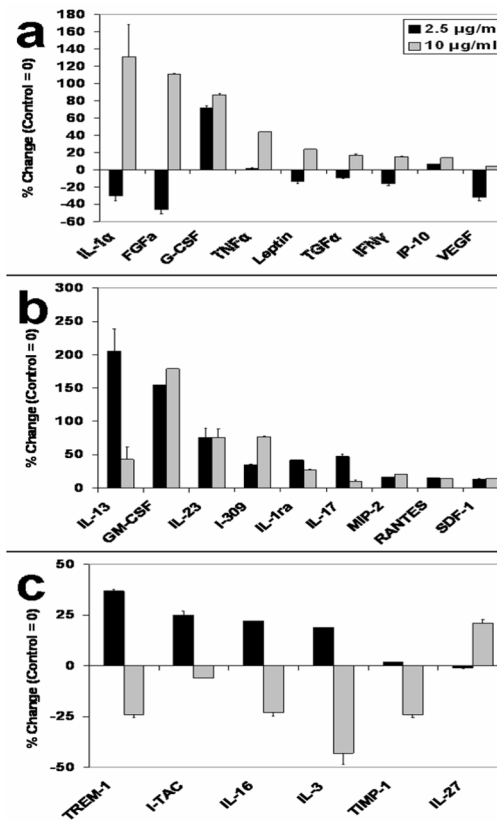 a
2.5 µg/ml
10 µg/ml
% Change (Control = 0)
140
120
100
80
60
40
20
0
-20
-40
-60
IL-1α
FGFa
G-CSF
TNFα
Leptin
TGFα
IFNγ
IP-10
VEGF
b
% Change (Control = 0)
300
250
200
150
100
50
0
IL-13
GM-CSF
IL-23
I-309
IL-1ra
IL-17
MIP-2
RANTES
SDF-1
c
% Change (Control = 0)
50
25
0
-25
-50
TREM-1
I-TAC
IL-16
IL-3
TIMP-1
IL-27